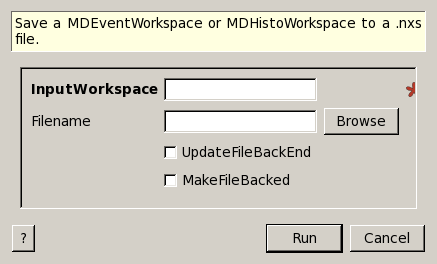 Save a MDEventWorkspace or MDHistoWorkspace to a .nxs
file.
InputWorkspace
Filename Browse
UpdateFileBackEnd
MakeFileBacked
? Run Cancel